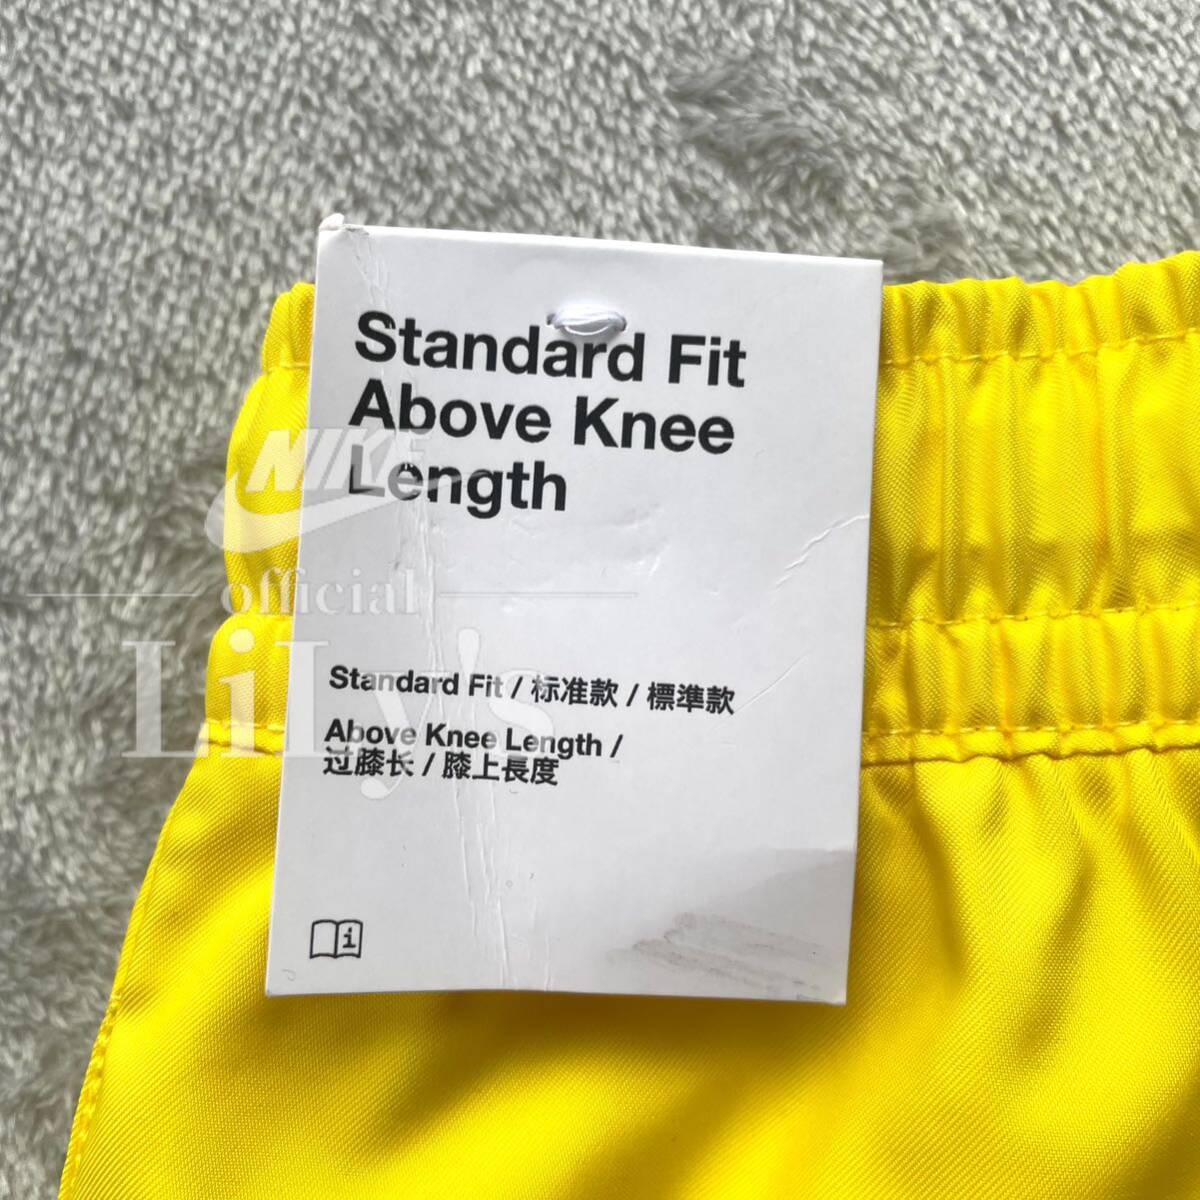 Standard Fit
Above Knee
Length
NIKE
official
LiLy's
Standard Fit / 标准款 / 標準款
Above Knee Length /
过膝长 / 膝上長度
i